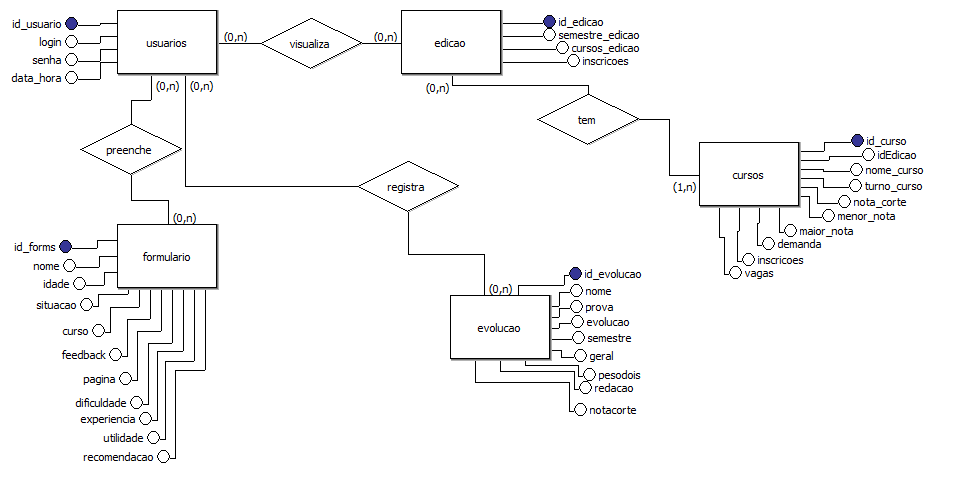 id_usuario
login
senha
data_hora
usuarios
(0,n)
visualiza
(0,n)
edicao
id_edicao
semestre_edicao
cursos_edicao
inscricoes
(0,n)
(0,n)
(0,n)
tem
preenche
registra
(1,n)
cursos
id_curso
idEdicao
nome_curso
turno_curso
nota_corte
menor_nota
maior_nota
demanda
inscricoes
vagas
(0,n)
id_forms
nome
idade
situacao
curso
feedback
pagina
dificuldade
experiencia
utilidade
recomendacao
formulario
(0,n)
evolucao
id_evolucao
nome
prova
evolucao
semestre
geral
pesodois
redacao
notacorte